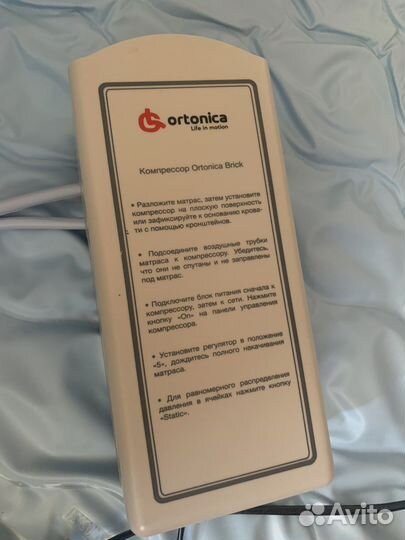 ortonica
Life in motion
Компрессор Ortonica Brick
• Разложите матрас, затем установите
компрессор на плоскую поверхность
или зафиксируйте к основанию крова-
ти с помощью кронштейнов.
• Подсоедините воздушные трубки
матраса к компрессору. Убедитесь,
что они не спутаны и не заправлены
под матрас.
• Подключите блок питания сначала к
компрессору, затем к сети. Нажмите
кнопку «On» на панели управления
компрессора.
• Установите регулятор в положение
«5», дождитесь полного накачивания
матраса.
• Для равномерного распределения
давления в ячейках нажмите кнопку
«Static».
Avito